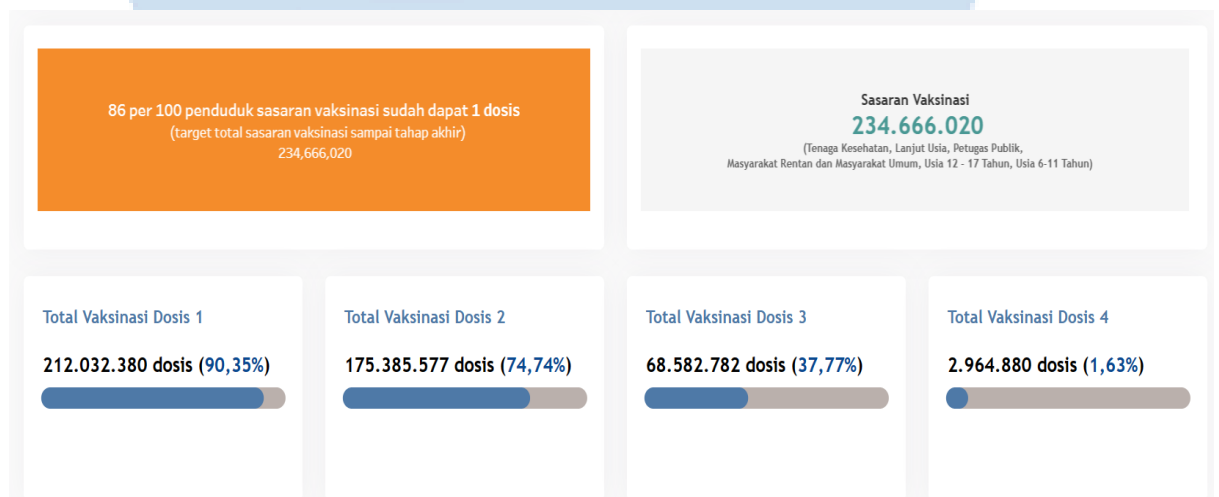 86 per 100 penduduk sasaran vaksinasi sudah dapat 1 dosis
(target total sasaran vaksinasi sampai tahap akhir)
234,666,020
Sasaran Vaksinasi
234.666.020
(Tenaga Kesehatan, Lanjut Usia, Petugas Publik,
Masyarakat Rentan dan Masyarakat Umum, Usia 12 - 17 Tahun, Usia 6-11 Tahun)
Total Vaksinasi Dosis 1
212.032.380 dosis (90,35%)
Total Vaksinasi Dosis 2
175.385.577 dosis (74,74%)
Total Vaksinasi Dosis 3
68.582.782 dosis (37,77%)
Total Vaksinasi Dosis 4
2.964.880 dosis (1,63%)